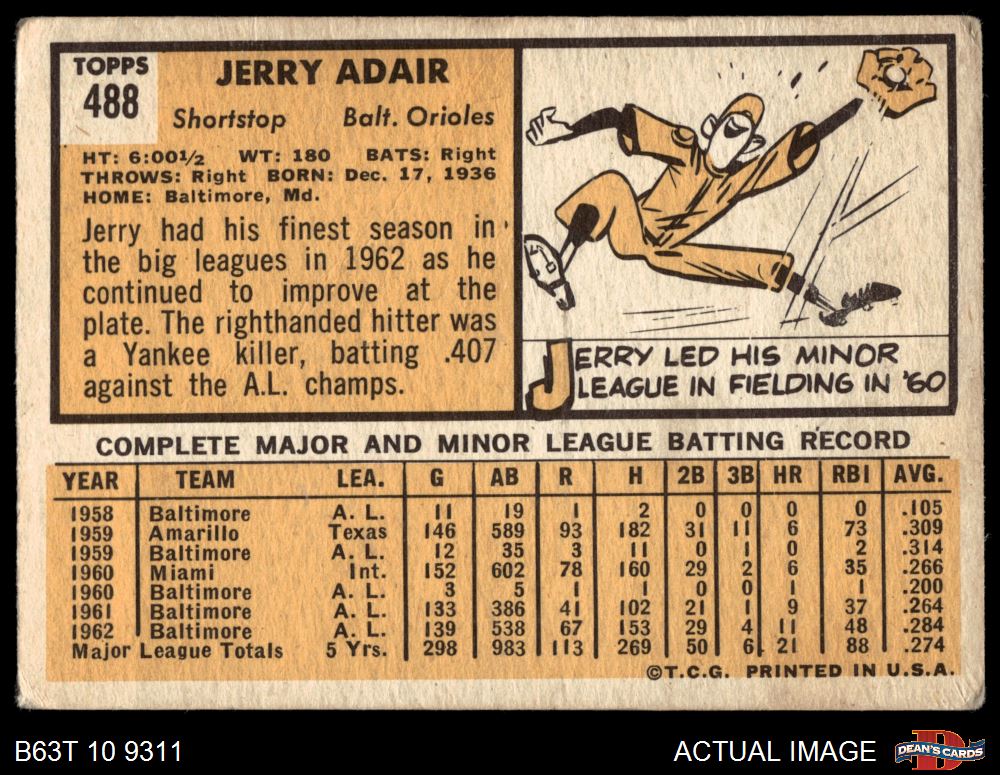 TOPPS
488
JERRY ADAIR
Shortstop Balt. Orioles
HT: 6:00½ WT: 180 BATS: Right
THROWS: Right BORN: Dec. 17, 1936
HOME: Baltimore, Md.
Jerry had his finest season in
the big leagues in 1962 as he
continued to improve at the
plate. The righthanded hitter was
a Yankee killer, batting .407
against the A.L. champs.
JERRY LED HIS MINOR
LEAGUE IN FIELDING IN '60
COMPLETE MAJOR AND MINOR LEAGUE BATTING RECORD
YEAR TEAM LEA. G AB R H 2B 3B HR RBI AVG.
1958 Baltimore A. L. 11 19 1 2 0 0 0 0 .105
1959 Amarillo Texas 146 589 93 182 31 11 6 73 .309
1959 Baltimore A. L. 12 35 3 11 0 1 0 2 .314
1960 Miami Int. 152 602 78 160 29 2 6 35 .266
1960 Baltimore A. L. 3 5 1 1 0 0 1 1 .200
1961 Baltimore A. L. 133 386 41 102 21 1 9 37 .264
1962 Baltimore A. L. 139 538 67 153 29 4 11 48 .284
Major League Totals 5 Yrs. 298 983 113 269 50 6 21 88 .274
©T.C.G. PRINTED IN U.S.A.
B63T 10 9311
ACTUAL IMAGE
DEAN'S CARDS